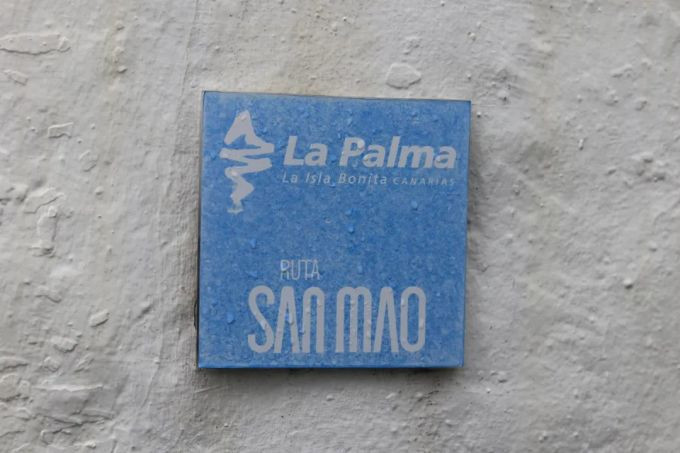 La Palma
La Isla Bonita CANARIAS
RUTA
SAN MAO